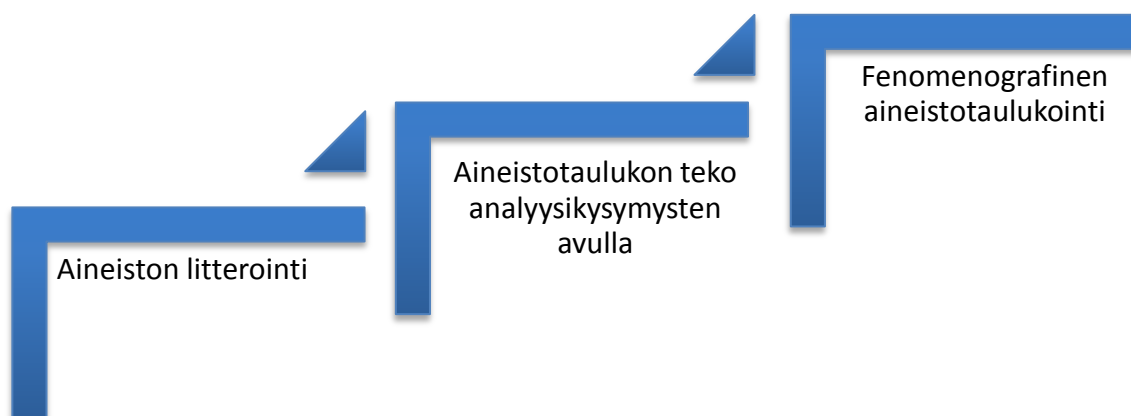 Aineiston litterointi
Aineistotaulukon teko
analyysikysymysten
avulla
Fenomenografinen
aineistotaulukointi